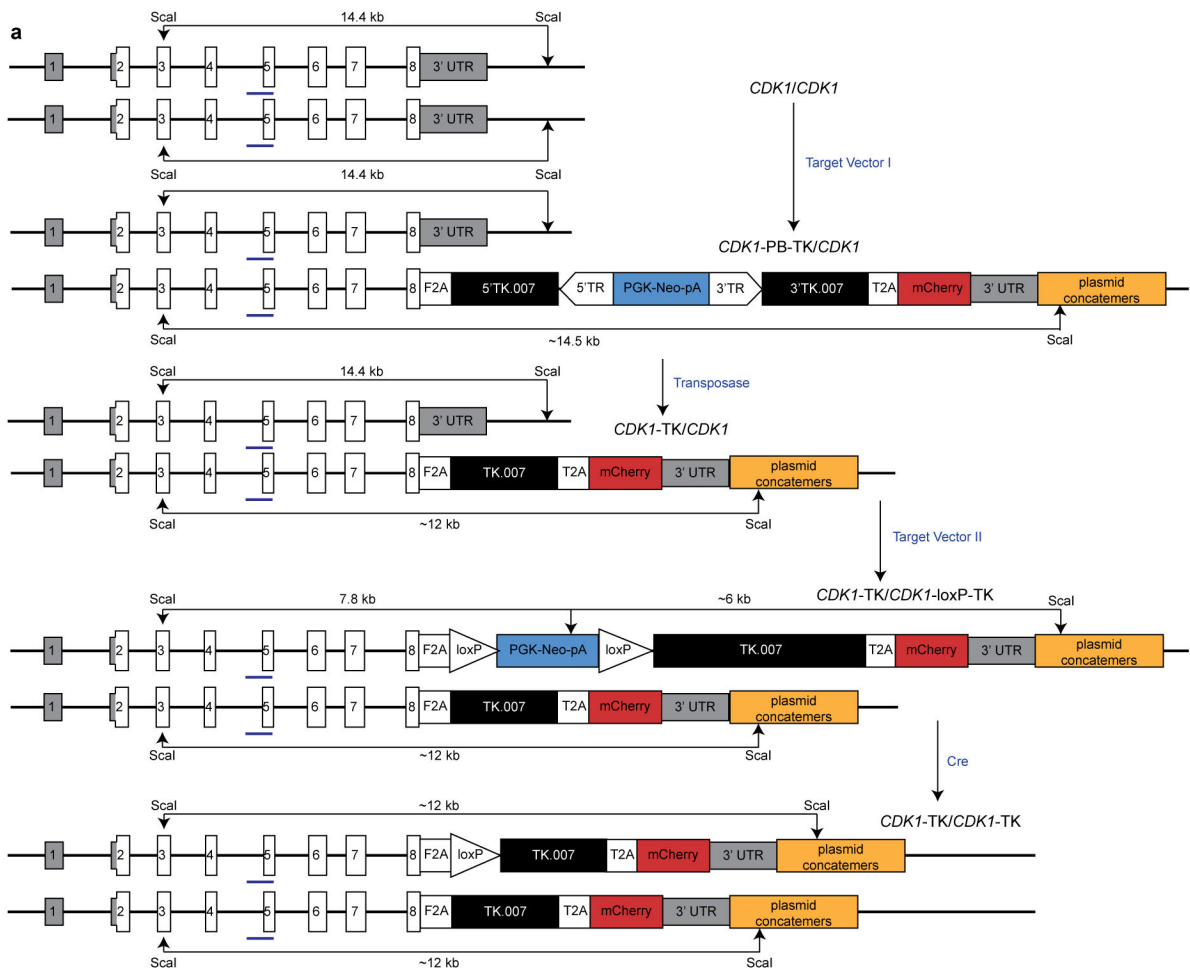 a
ScaI 14.4 kb ScaI
1 2 3 4 5 6 7 8 3' UTR
1 2 3 4 5 6 7 8 3' UTR
ScaI ScaI
14.4 kb
CDK1/CDK1
Target Vector I
CDK1-PB-TK/CDK1
1 2 3 4 5 6 7 8 3' UTR
1 2 3 4 5 6 7 8 F2A 5'TK.007 5'TR PGK-Neo-pA 3'TR 3'TK.007 T2A mCherry 3' UTR plasmid concatemers
ScaI ScaI
~14.5 kb
ScaI 14.4 kb ScaI
Transposase
CDK1-TK/CDK1
1 2 3 4 5 6 7 8 3' UTR
1 2 3 4 5 6 7 8 F2A TK.007 T2A mCherry 3' UTR plasmid concatemers
ScaI ~12 kb ScaI
Target Vector II
CDK1-TK/CDK1-loxP-TK
ScaI 7.8 kb ~6 kb ScaI
1 2 3 4 5 6 7 8 F2A loxP PGK-Neo-pA loxP TK.007 T2A mCherry 3' UTR plasmid concatemers
1 2 3 4 5 6 7 8 F2A TK.007 T2A mCherry 3' UTR plasmid concatemers
ScaI ~12 kb ScaI
Cre
CDK1-TK/CDK1-TK
ScaI ~12 kb ScaI
1 2 3 4 5 6 7 8 F2A loxP TK.007 T2A mCherry 3' UTR plasmid concatemers
1 2 3 4 5 6 7 8 F2A TK.007 T2A mCherry 3' UTR plasmid concatemers
ScaI ~12 kb ScaI